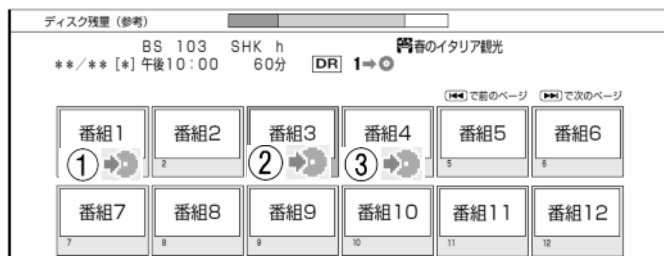 ディスク残量（参考）
BS 103 SHK h 春のイタリア観光
**/** [*] 午後10:00 60分 DR 1➡
⏮で前のページ ⏭で次のページ
番組1 番組2 番組3 番組4 番組5 番組6
① 2 ② ③ 5 6
番組7 番組8 番組9 番組10 番組11 番組12
7 8 9 10 11 12